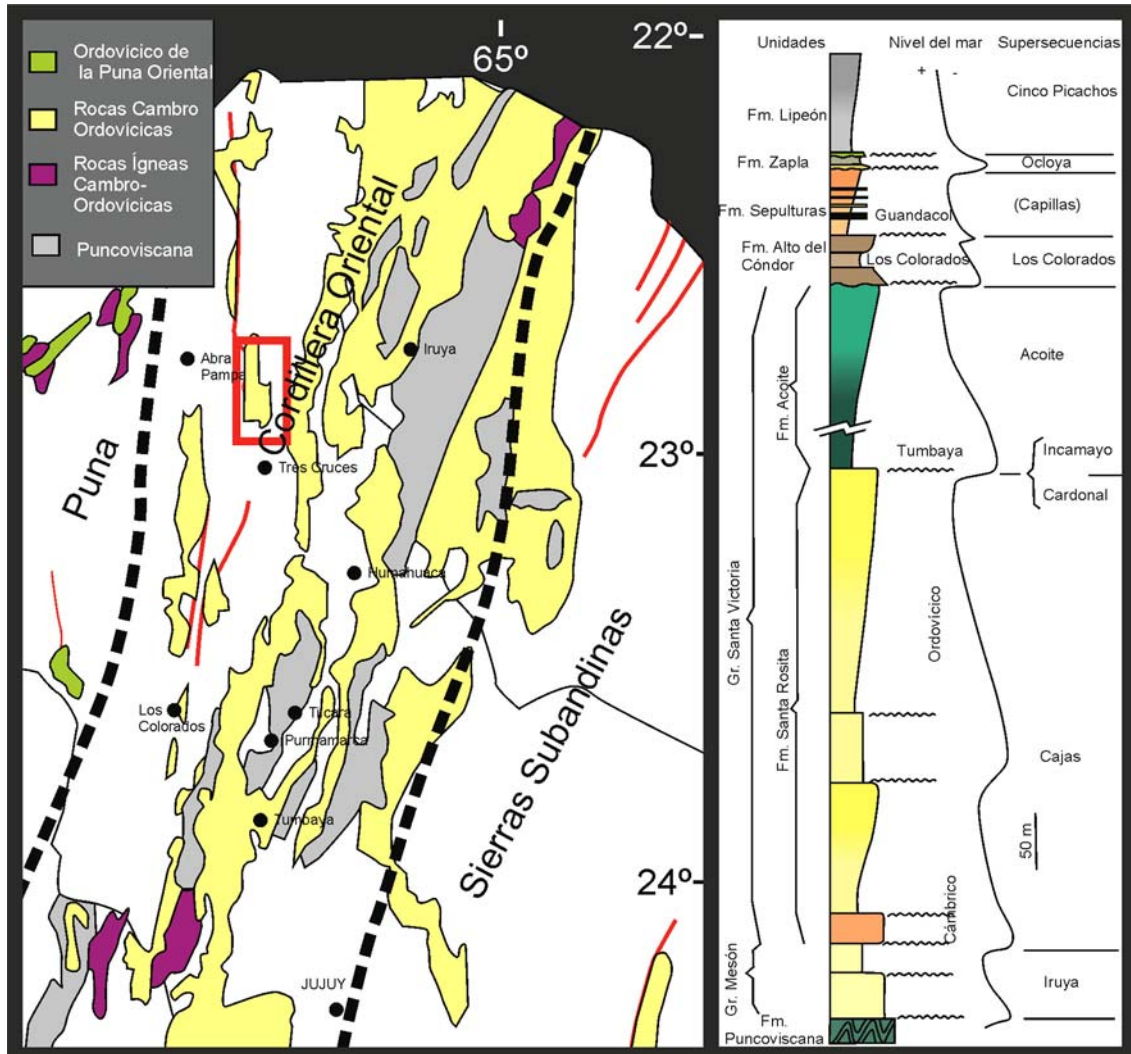 Ordovícico de
la Puna Oriental
Rocas Cambro
Ordovícicas
Rocas Ígneas
Cambro-
Ordovícicas
Puncoviscana
65º
22º
23º
24º
Puna
Cordillera Oriental
Sierras Subandinas
Abra
Pampa
Iruya
Tres Cruces
Humahuaca
Los
Colorados
Tilcara
Purmamarca
Tumbaya
JUJUY
Unidades
Nivel del mar
Supersecuencias
+ -
Cinco Picachos
Fm. Lipeón
Fm. Zapla
Ocloya
Fm. Sepulturas
Guandacol
(Capillas)
Fm. Alto del
Cóndor
Los Colorados
Los Colorados
Acoite
Fm. Acoite
Tumbaya
Incamayo
Cardonal
Gr. Santa Victoria
Fm. Santa Rosita
Ordovícico
Cajas
50 m
Cámbrico
Gr. Mesón
Iruya
Fm.
Puncoviscana